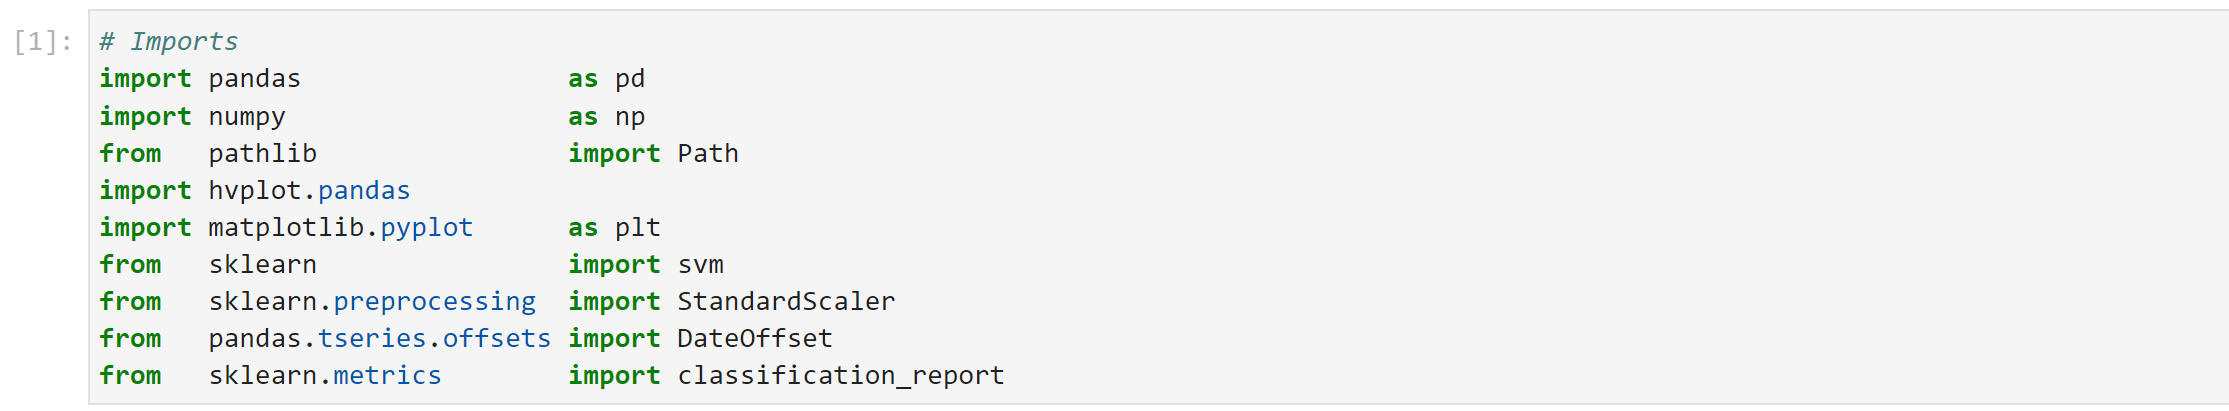 [1]: # Imports
import pandas                 as pd
import numpy                  as np
from   pathlib                import Path
import hvplot.pandas
import matplotlib.pyplot      as plt
from   sklearn                import svm
from   sklearn.preprocessing  import StandardScaler
from   pandas.tseries.offsets import DateOffset
from   sklearn.metrics        import classification_report